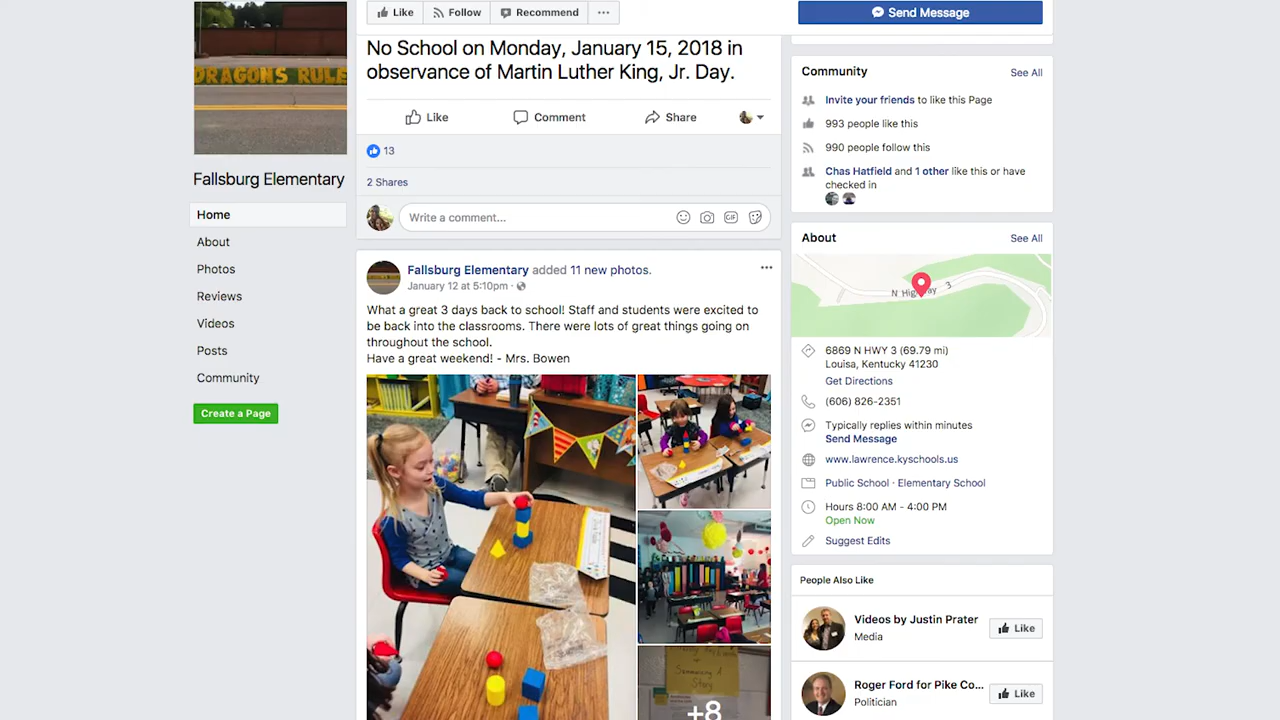 Like
Follow
Recommend
Send Message
DRAGONS RULE
Fallsburg Elementary
Home
About
Photos
Reviews
Videos
Posts
Community
Create a Page
No School on Monday, January 15, 2018 in
observance of Martin Luther King, Jr. Day.
Like
Comment
Share
13
2 Shares
Write a comment...
GIF
Fallsburg Elementary added 11 new photos.
January 12 at 5:10pm ·
What a great 3 days back to school! Staff and students were excited to
be back into the classrooms. There were lots of great things going on
throughout the school.
Have a great weekend! - Mrs. Bowen
Summarizing A
Story
+8
Community
See All
Invite your friends to like this Page
993 people like this
990 people follow this
Chas Hatfield and 1 other like this or have
checked in
About
See All
N Highway 3
6869 N HWY 3 (69.79 mi)
Louisa, Kentucky 41230
Get Directions
(606) 826-2351
Typically replies within minutes
Send Message
www.lawrence.kyschools.us
Public School · Elementary School
Hours 8:00 AM - 4:00 PM
Open Now
Suggest Edits
People Also Like
Videos by Justin Prater
Media
Like
Roger Ford for Pike Co...
Politician
Like